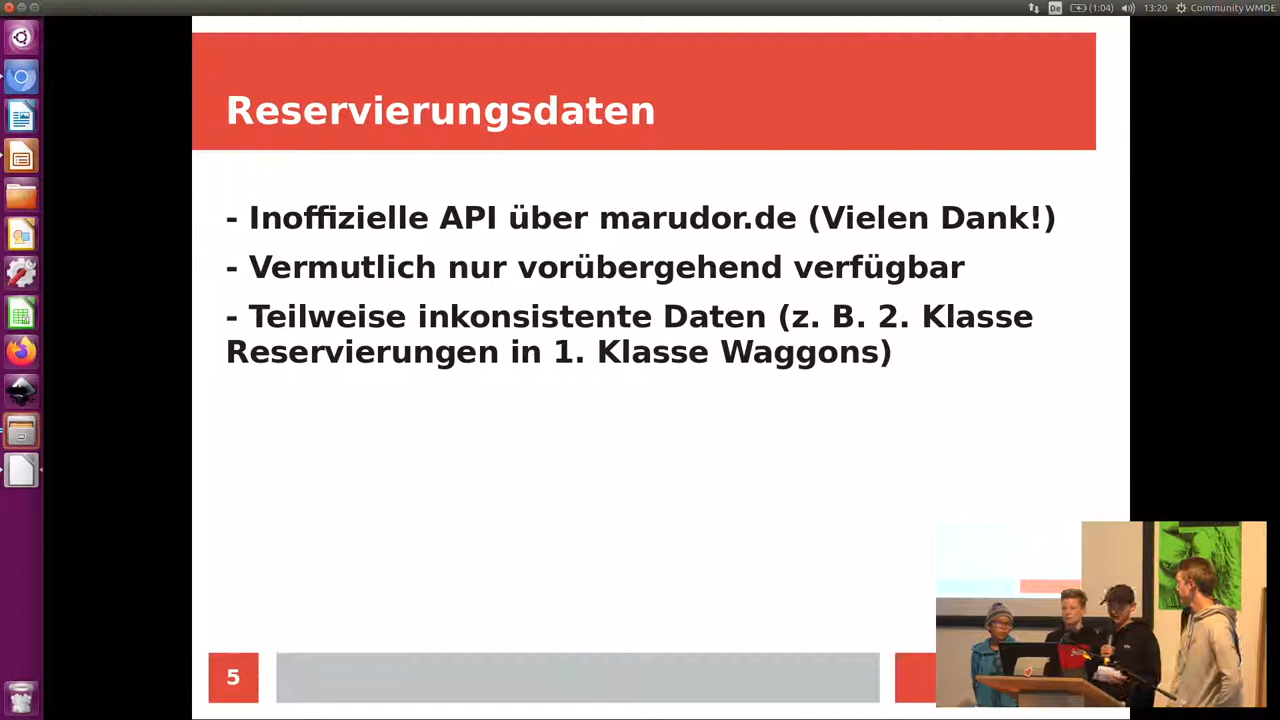 De (1:04) 13:20 Community WMDE
Reservierungsdaten
- Inoffizielle API über marudor.de (Vielen Dank!)
- Vermutlich nur vorübergehend verfügbar
- Teilweise inkonsistente Daten (z. B. 2. Klasse
Reservierungen in 1. Klasse Waggons)
5